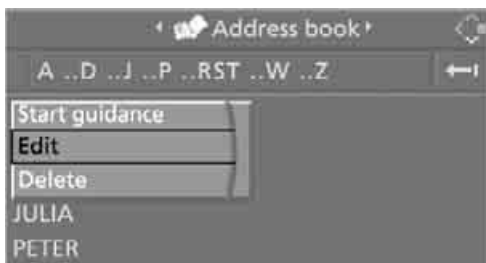 Address book
A ..D ..J ..P ..RST ..W ..Z
Start guidance
Edit
Delete
JULIA
PETER